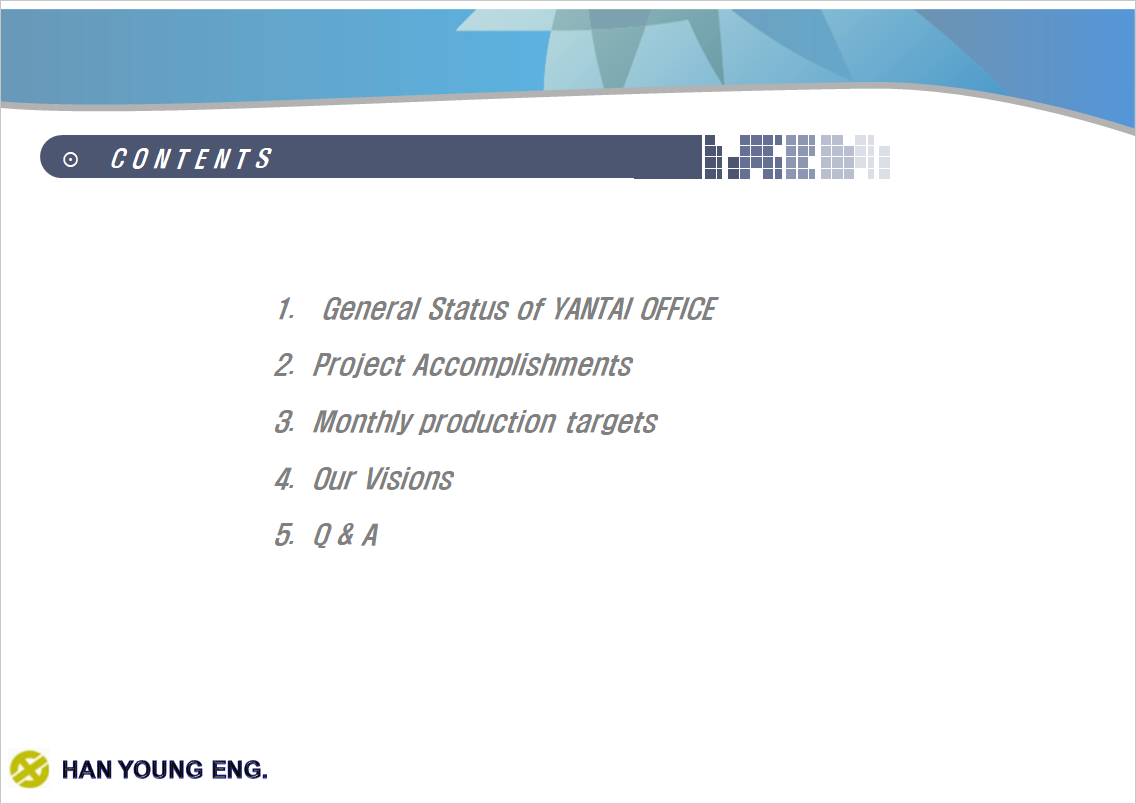 CONTENTS
1. General Status of YANTAI OFFICE
2. Project Accomplishments
3. Monthly production targets
4. Our Visions
5. Q & A
HAN YOUNG ENG.